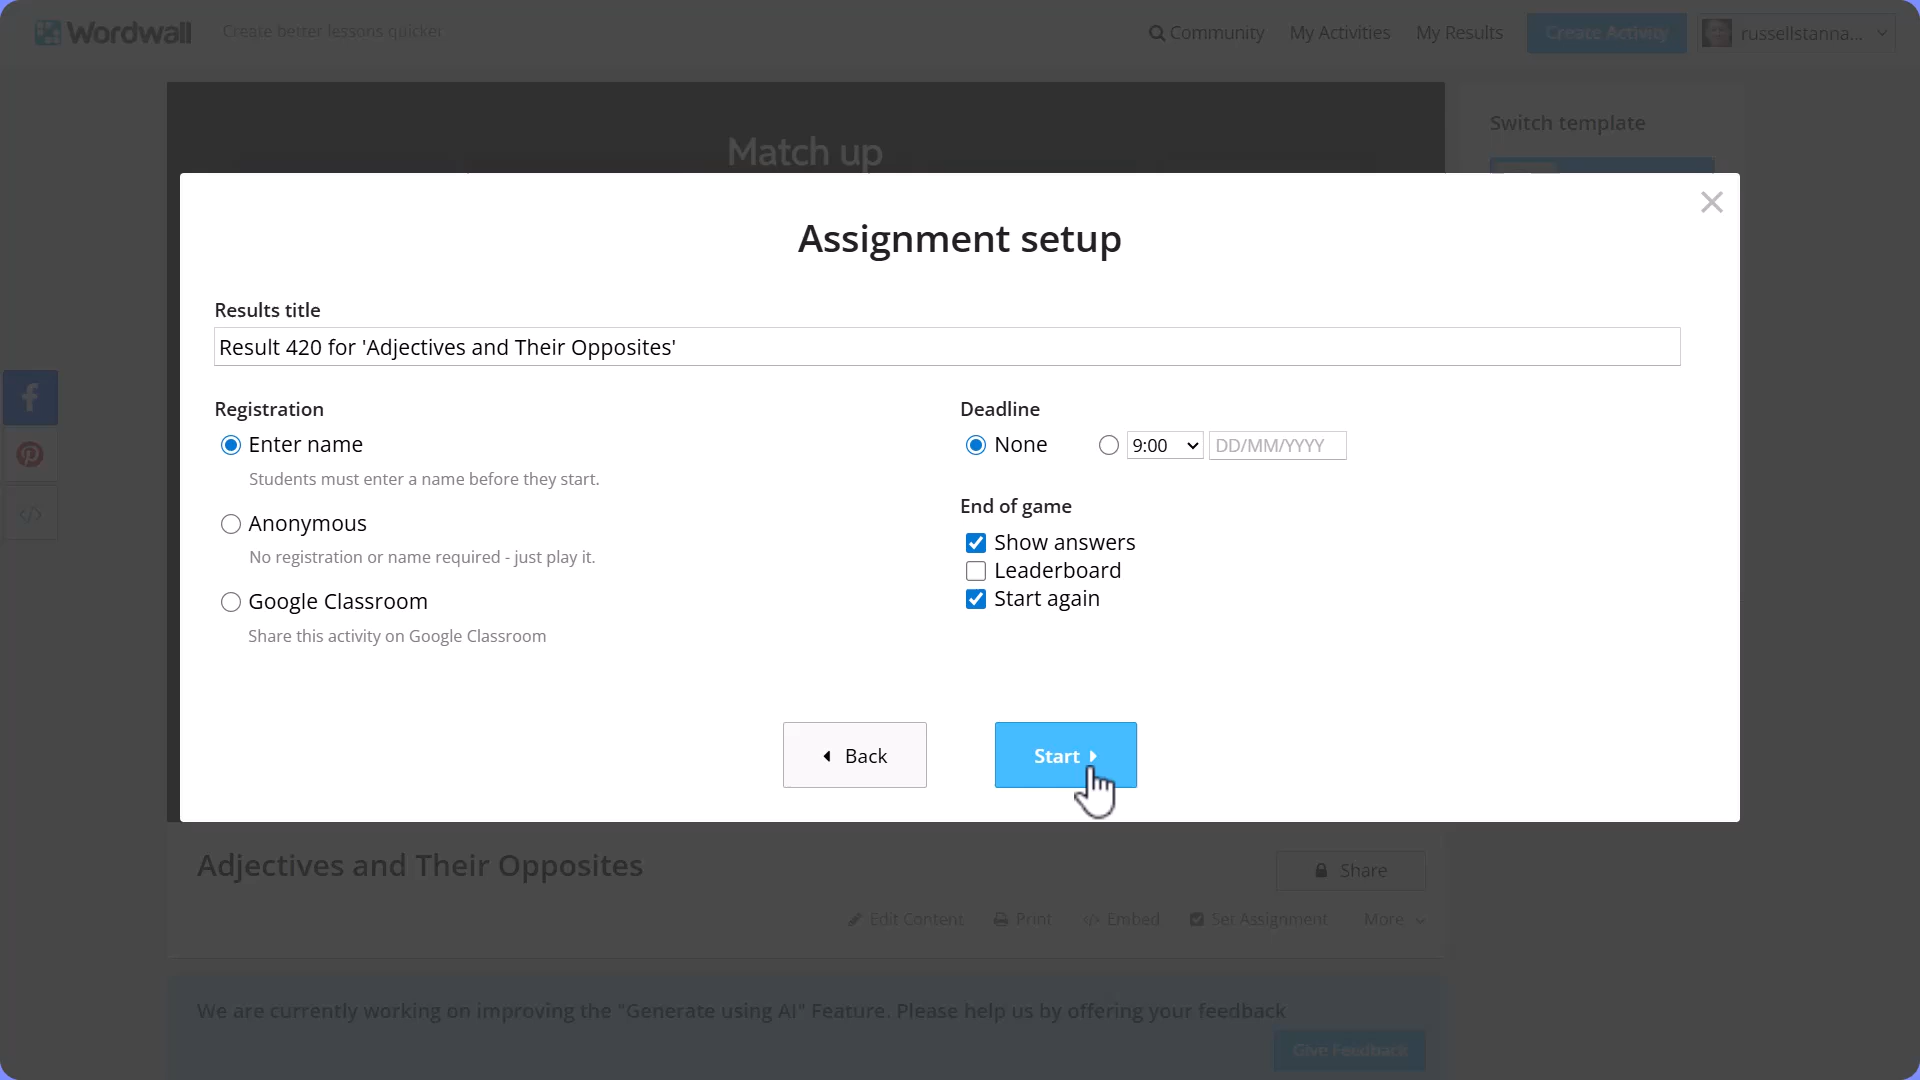 Wordwall
Create better lessons quicker
Community
My Activities
My Results
Create Activity
russellstanna...
Match up
Switch template
Assignment setup
Results title
Result 420 for 'Adjectives and Their Opposites'
Registration
Enter name
Students must enter a name before they start.
Anonymous
No registration or name required - just play it.
Google Classroom
Share this activity on Google Classroom
Deadline
None
9:00
DD/MM/YYYY
End of game
Show answers
Leaderboard
Start again
Back
Start
Adjectives and Their Opposites
Share
Edit Content
Print
Embed
Set Assignment
More
We are currently working on improving the "Generate using AI" Feature. Please help us by offering your feedback
Give Feedback